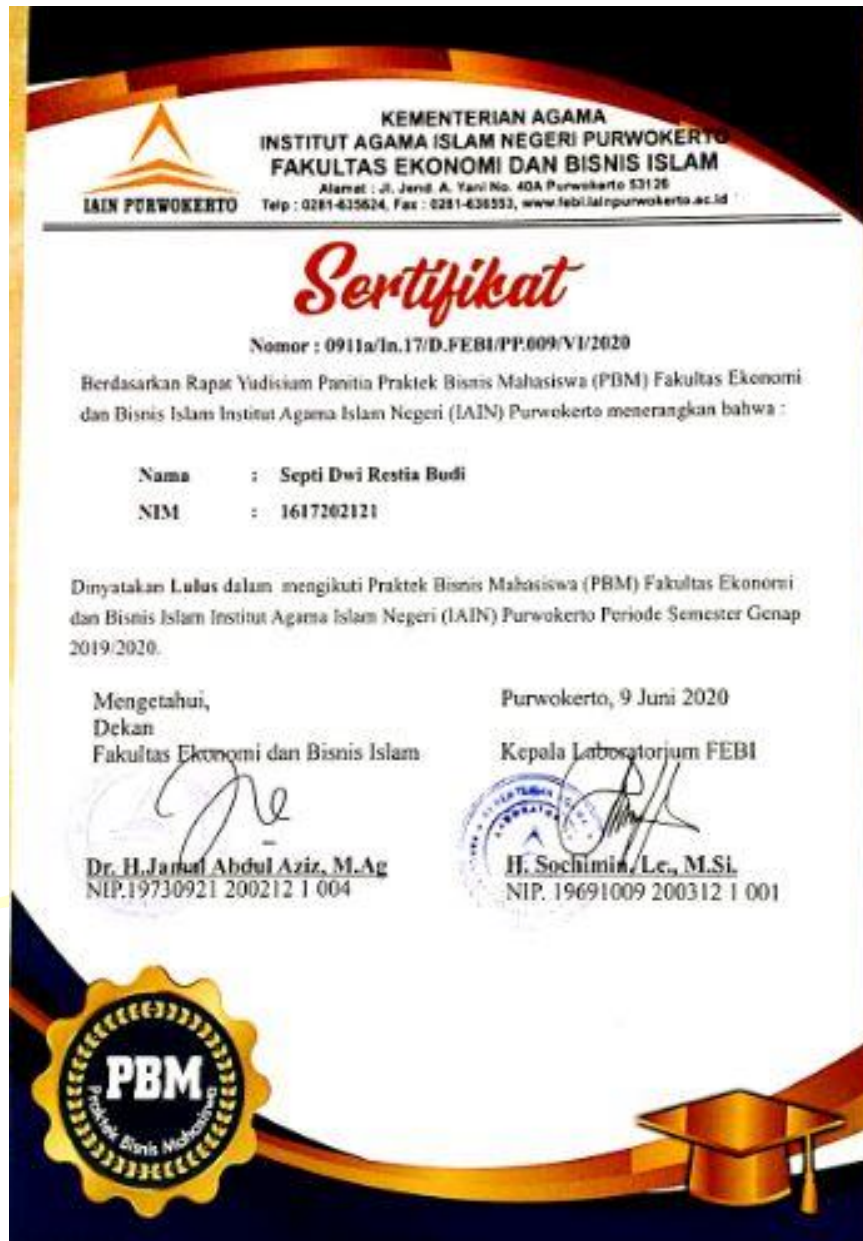 KEMENTERIAN AGAMA
INSTITUT AGAMA ISLAM NEGERI PURWOKERTO
FAKULTAS EKONOMI DAN BISNIS ISLAM
Alamat : Jl. Jend. A. Yani No. 40A Purwokerto 53126
IAIN PURWOKERTO
Telp : 0281-635624, Fax : 0281-636553, www.febi.iainpurwokerto.ac.id
Sertifikat
Nomor : 0911a/In.17/D.FEBI/PP.009/VI/2020
Berdasarkan Rapat Yudisium Panitia Praktek Bisnis Mahasiswa (PBM) Fakultas Ekonomi
dan Bisnis Islam Institut Agama Islam Negeri (IAIN) Purwokerto menerangkan bahwa :
Nama : Septi Dwi Restia Budi
NIM : 1617202121
Dinyatakan Lulus dalam mengikuti Praktek Bisnis Mahasiswa (PBM) Fakultas Ekonomi
dan Bisnis Islam Institut Agama Islam Negeri (IAIN) Purwokerto Periode Semester Genap
2019/2020.
Mengetahui,
Dekan
Fakultas Ekonomi dan Bisnis Islam
Dr. H.Jamal Abdul Aziz, M.Ag
NIP.19730921 200212 1 004
Purwokerto, 9 Juni 2020
Kepala Laboratorium FEBI
H. Sochimin, Lc., M.Si.
NIP. 19691009 200312 1 001
PBM
Praktek Bisnis Mahasiswa